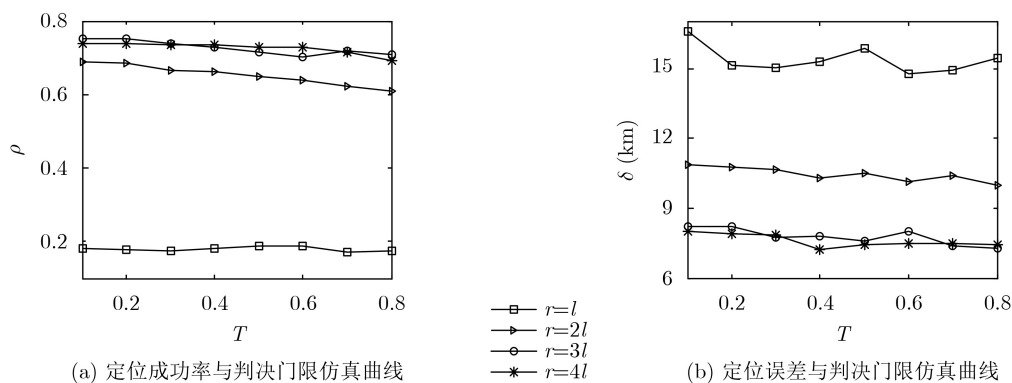 0.8
0.6
0.4
0.2
ρ
0.2 0.4 0.6 0.8
T
(a) 定位成功率与判决门限仿真曲线
r=l
r=2l
r=3l
r=4l
15
12
9
6
δ (km)
0.2 0.4 0.6 0.8
T
(b) 定位误差与判决门限仿真曲线